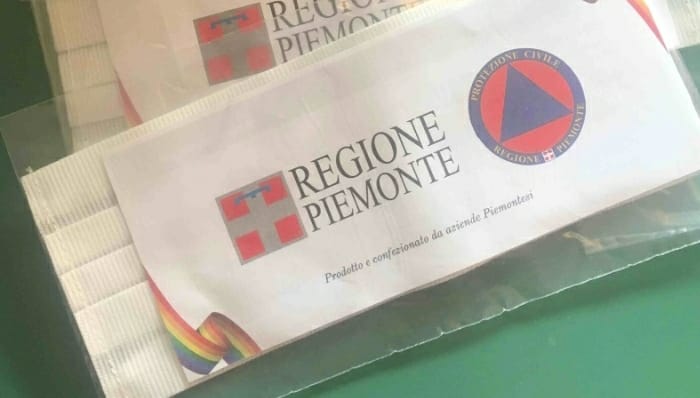 REGIONE
PIEMONTE
REGIONE
PIEMONTE
PROTEZIONE CIVILE
REGIONE PIEMONTE
Prodotto e confezionato da aziende Piemontesi